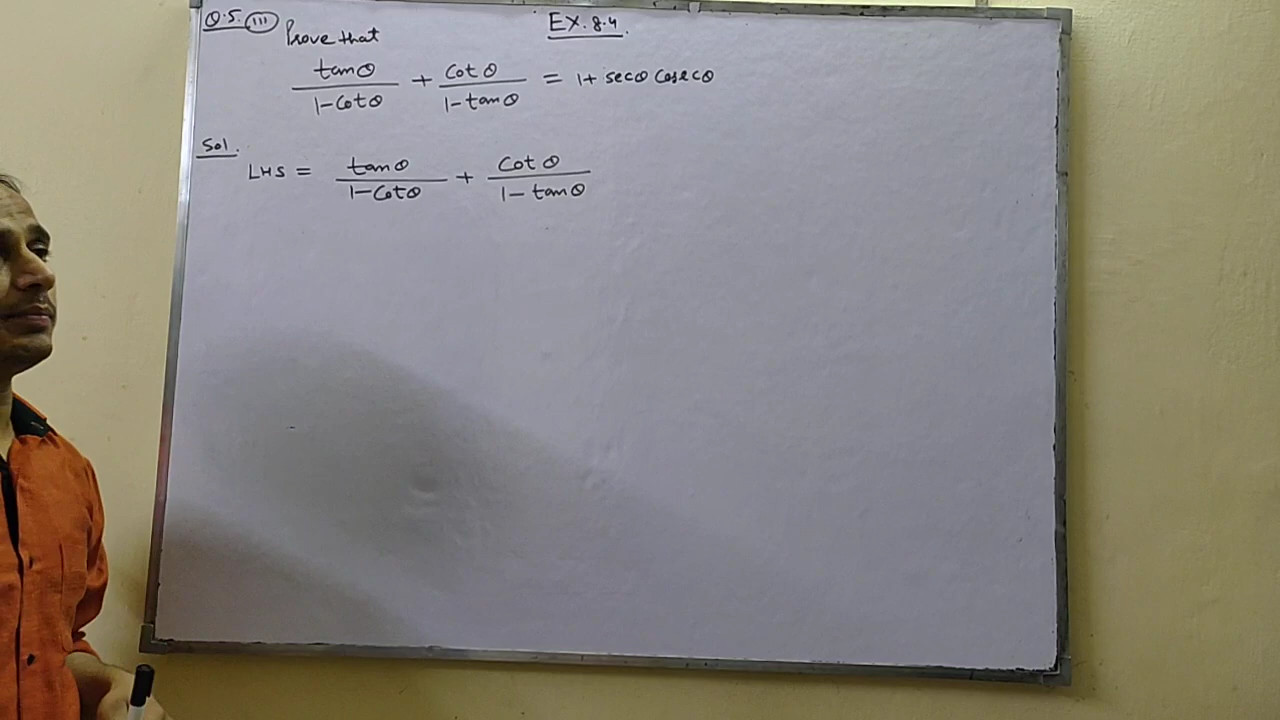 Q.5. (iii) Prove that EX. 8.4.
tanθ/1-Cotθ + Cotθ/1-tanθ = 1+ secθ Cosecθ
Sol.
LHS = tanθ/1-Cotθ + Cotθ/1-tanθ